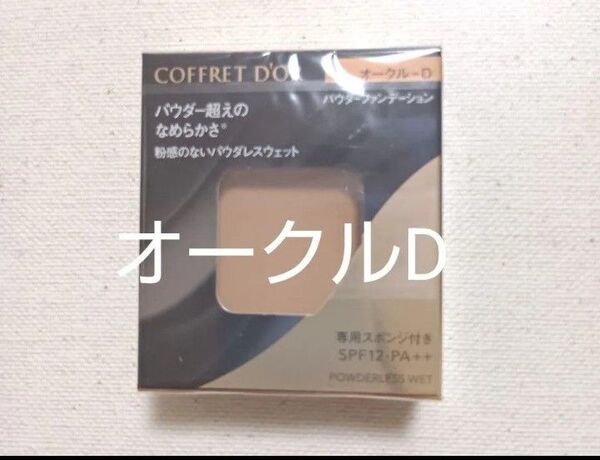 COFFRET D'O
オークル-D
パウダーファンデーション
パウダー超えの
なめらかさ*
粉感のないパウダレスウェット
オークルD
専用スポンジ付き
SPF12・PA++
POWDERLESS WET